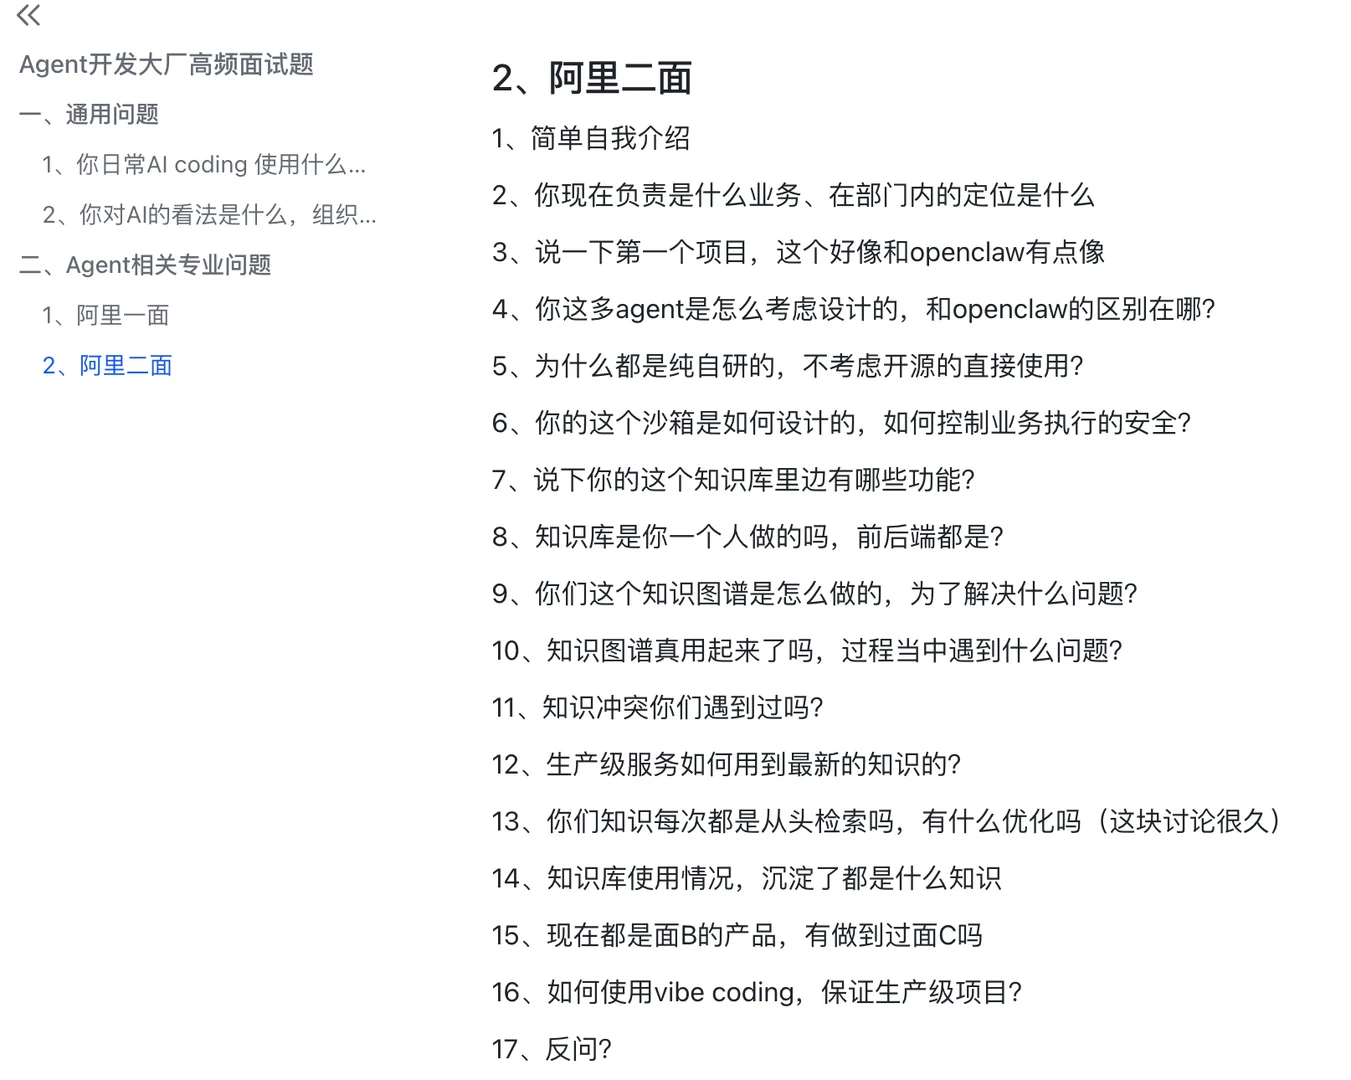 Agent开发大厂高频面试题
一、通用问题
1、你日常AI coding 使用什么...
2、你对AI的看法是什么，组织...
二、Agent相关专业问题
1、阿里一面
2、阿里二面
2、阿里二面
1、简单自我介绍
2、你现在负责是什么业务、在部门内的定位是什么
3、说一下第一个项目，这个好像和openclaw有点像
4、你这多agent是怎么考虑设计的，和openclaw的区别在哪？
5、为什么都是纯自研的，不考虑开源的直接使用？
6、你的这个沙箱是如何设计的，如何控制业务执行的安全？
7、说下你的这个知识库里边有哪些功能？
8、知识库是你一个人做的吗，前后端都是？
9、你们这个知识图谱是怎么做的，为了解决什么问题？
10、知识图谱真用起来了吗，过程当中遇到什么问题？
11、知识冲突你们遇到过吗？
12、生产级服务如何用到最新的知识的？
13、你们知识每次都是从头检索吗，有什么优化吗（这块讨论很久）
14、知识库使用情况，沉淀了都是什么知识
15、现在都是面B的产品，有做到过面C吗
16、如何使用vibe coding，保证生产级项目？
17、反问？